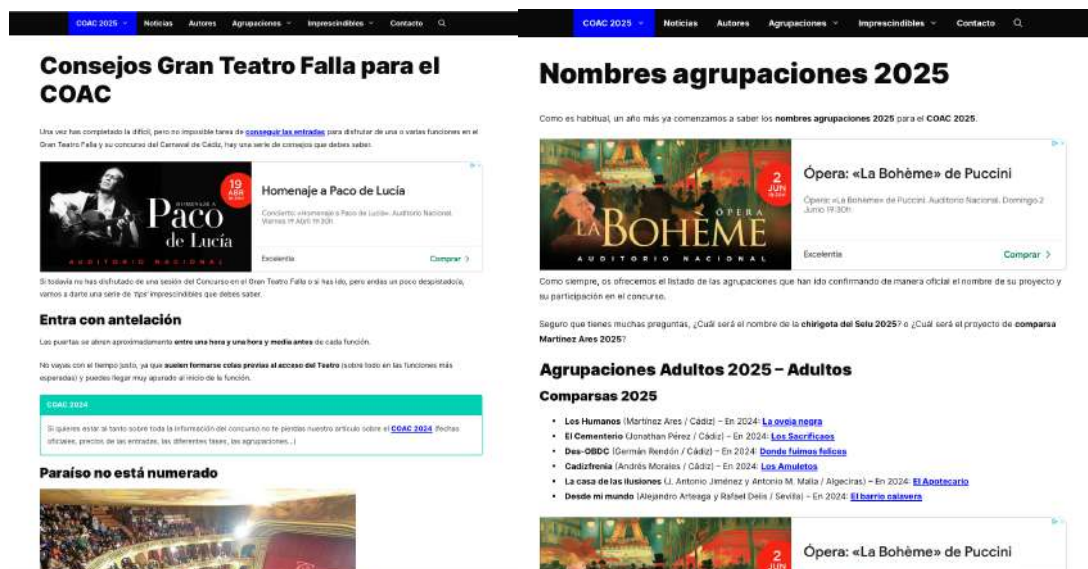 COAC 2025 Noticias Autores Agrupaciones Imprescindibles Contacto
Consejos Gran Teatro Falla para el
COAC
Una vez has completado la difícil, pero no imposible tarea de conseguir las entradas para disfrutar de una o varias funciones en el
Gran Teatro Falla y su concurso del Carnaval de Cádiz, hay una serie de consejos que debes saber.
HOMENAJE A
Paco
de Lucía
AUDITORIO NACIONAL
19
ABR
19:30H
Homenaje a Paco de Lucía
Concierto: «Homenaje a Paco de Lucía». Auditorio Nacional.
Viernes 19 Abril 19:30h
Excelentia Comprar
Si todavía no has disfrutado de una sesión del Concurso en el Gran Teatro Falla o si has ido, pero andas un poco despistado/a,
vamos a darte una serie de 'tips' imprescindibles que debes saber.
Entra con antelación
Las puertas se abren aproximadamente entre una hora y una hora y media antes de cada función.
No vayas con el tiempo justo, ya que suelen formarse colas previas al acceso del Teatro (sobre todo en las funciones más
esperadas) y puedes llegar muy apurado al inicio de la función.
COAC 2024
Si quieres estar al tanto sobre toda la información del concurso no te pierdas nuestro artículo sobre el COAC 2024 (fechas
oficiales, precios de las entradas, las diferentes fases, las agrupaciones...)
Paraíso no está numerado
COAC 2025 Noticias Autores Agrupaciones Imprescindibles Contacto
Nombres agrupaciones 2025
Como es habitual, un año más ya comenzamos a saber los nombres agrupaciones 2025 para el COAC 2025.
ÓPERA
LA BOHÈME
AUDITORIO NACIONAL
2
JUN
19:30H
Ópera: «La Bohème» de Puccini
Ópera: «La Bohème» de Puccini. Auditorio Nacional. Domingo 2
Junio 19:30h
Excelentia Comprar
Como siempre, os ofrecemos el listado de las agrupaciones que han ido confirmando de manera oficial el nombre de su proyecto y
su participación en el concurso.
Seguro que tienes muchas preguntas, ¿Cuál será el nombre de la chirigota del Selu 2025? o ¿Cuál será el proyecto de comparsa
Martínez Ares 2025?
Agrupaciones Adultos 2025 – Adultos
Comparsas 2025
Los Humanos (Martínez Ares / Cádiz) – En 2024: La oveja negra
El Cementerio (Jonathan Pérez / Cádiz) – En 2024: Los Sacrificaos
Des-OBDC (Germán Rendón / Cádiz) – En 2024: Donde fuimos felices
Cadizfrenia (Andrés Morales / Cádiz) – En 2024: Los Amuletos
La casa de las ilusiones (J. Antonio Jiménez y Antonio M. Malia / Algeciras) – En 2024: El Apotecario
Desde mi mundo (Alejandro Arteaga y Rafael Delis / Sevilla) – En 2024: El barrio calavera
2
JUN
Ópera: «La Bohème» de Puccini